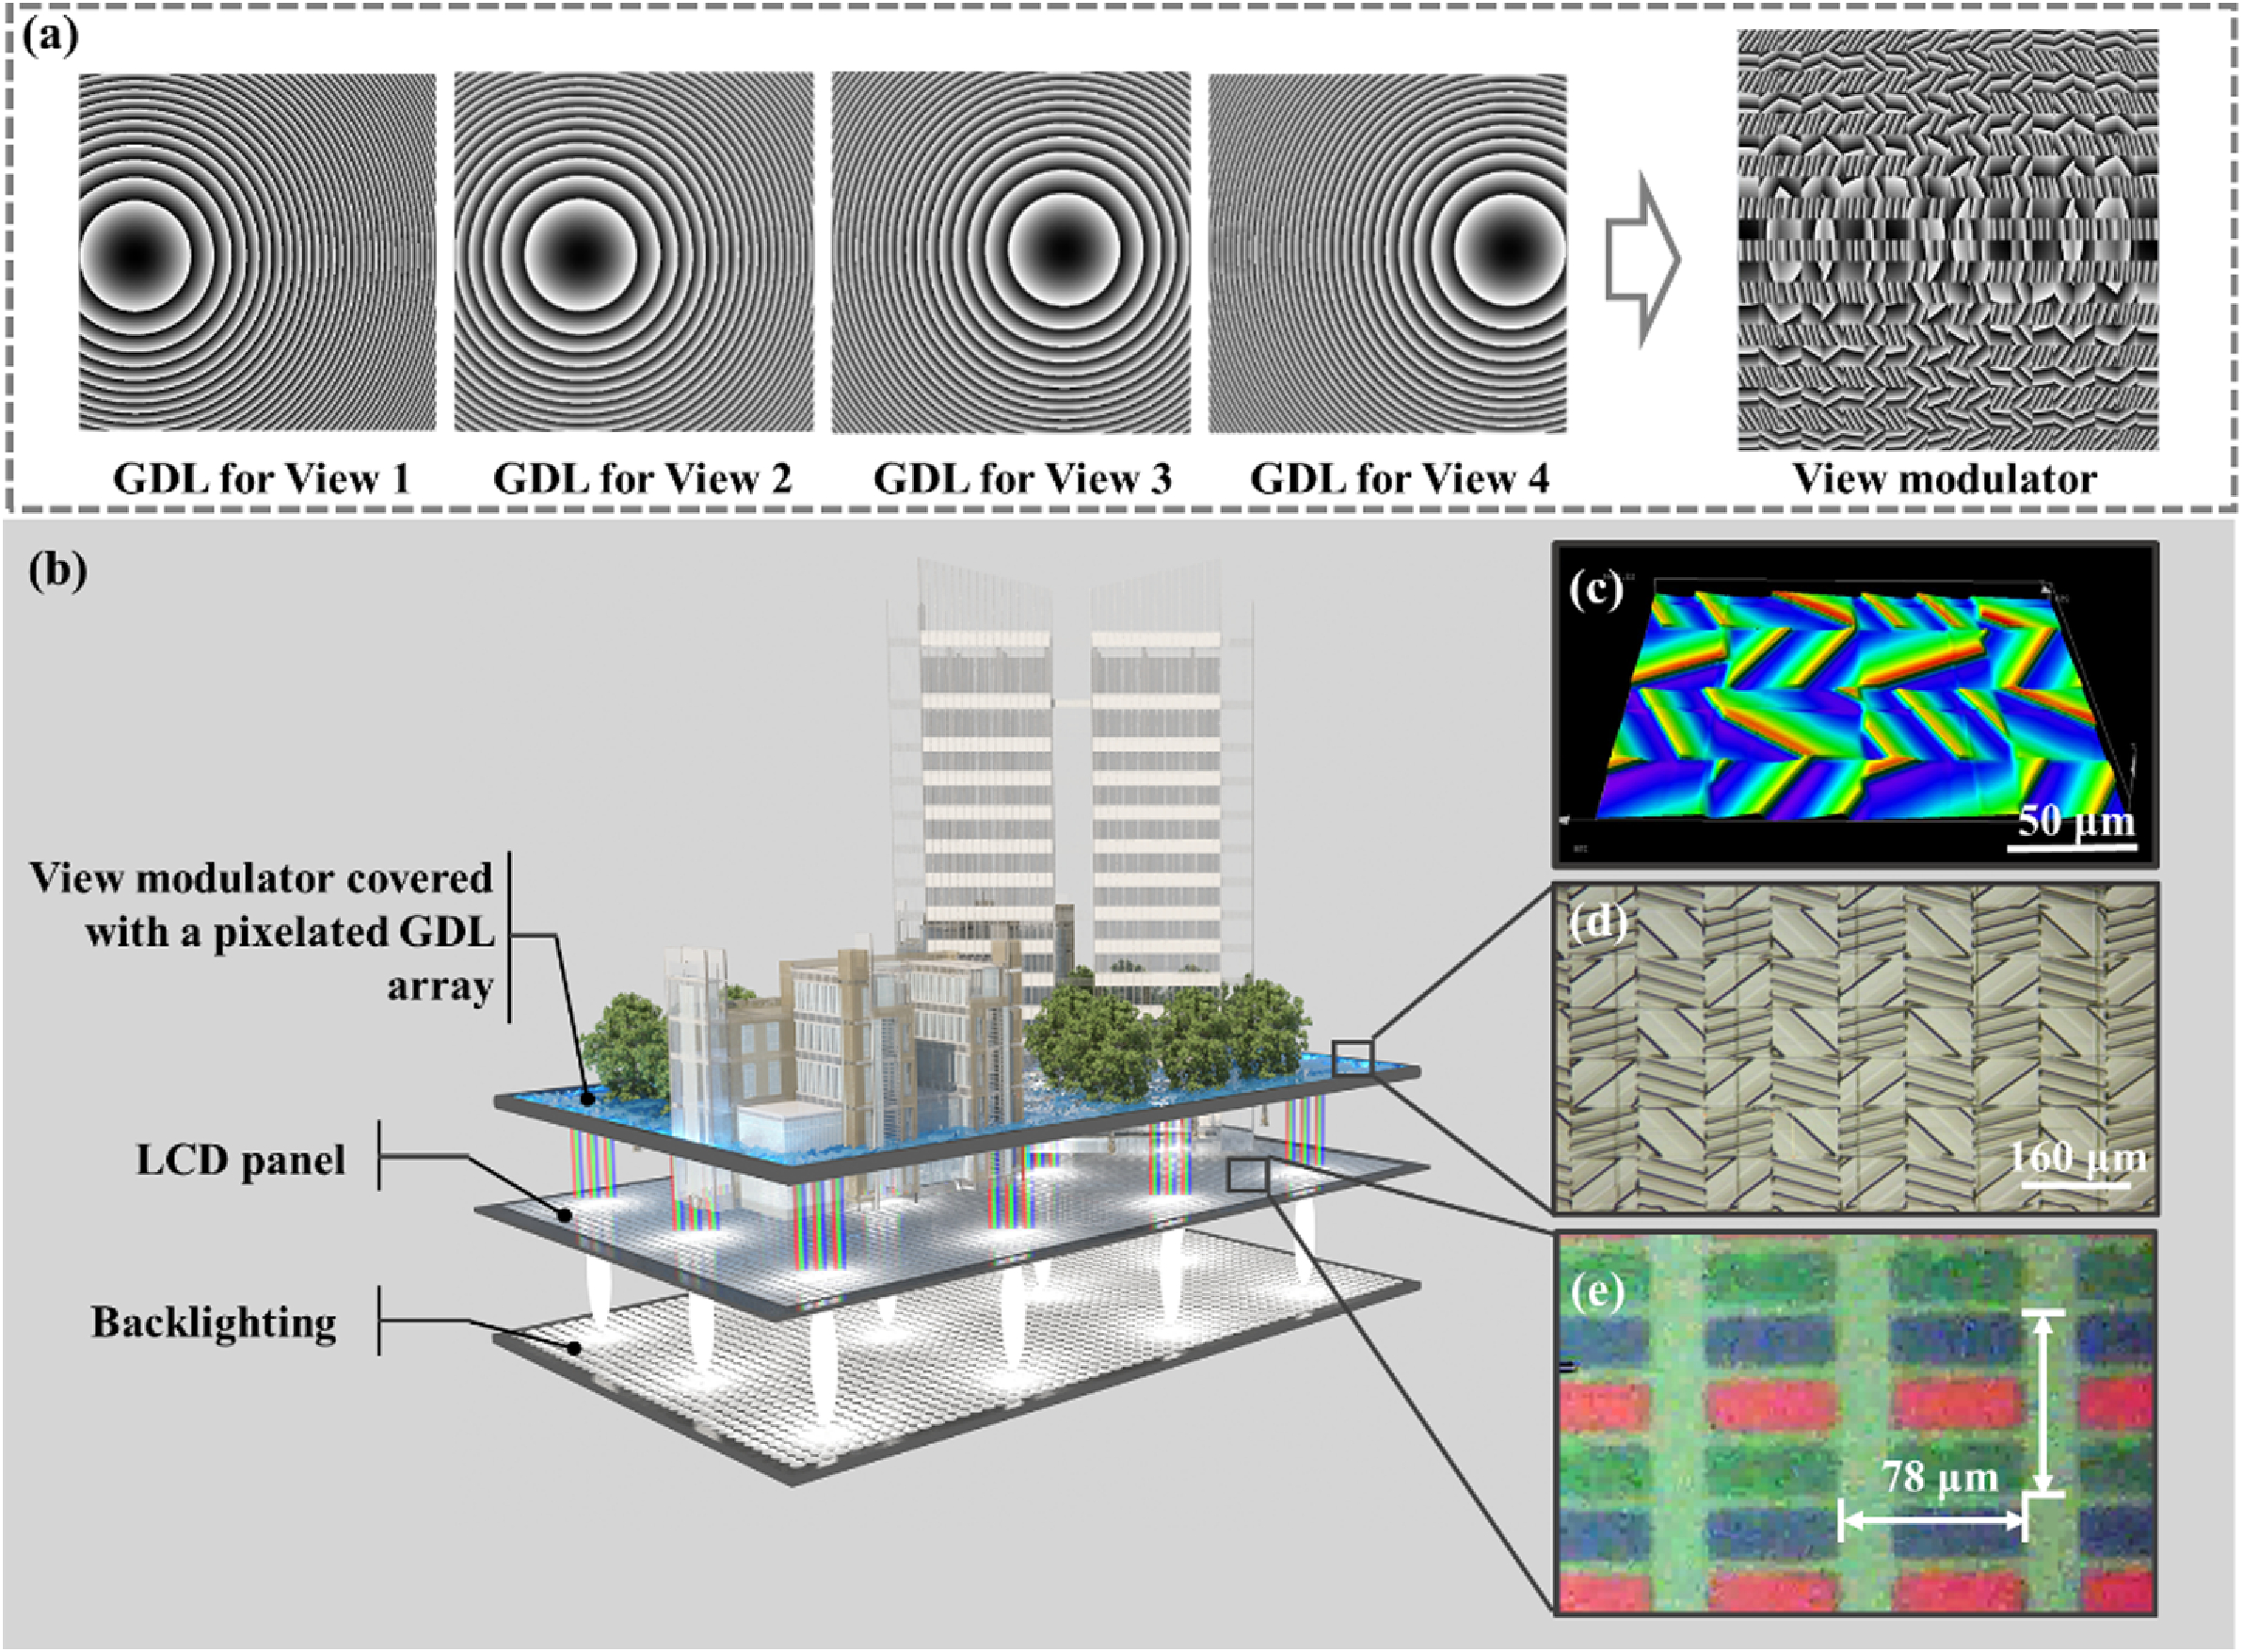 (a)
GDL for View 1
GDL for View 2
GDL for View 3
GDL for View 4
View modulator
(b)
View modulator covered
with a pixelated GDL
array
LCD panel
Backlighting
(c)
50 μm
(d)
160 μm
(e)
78 μm